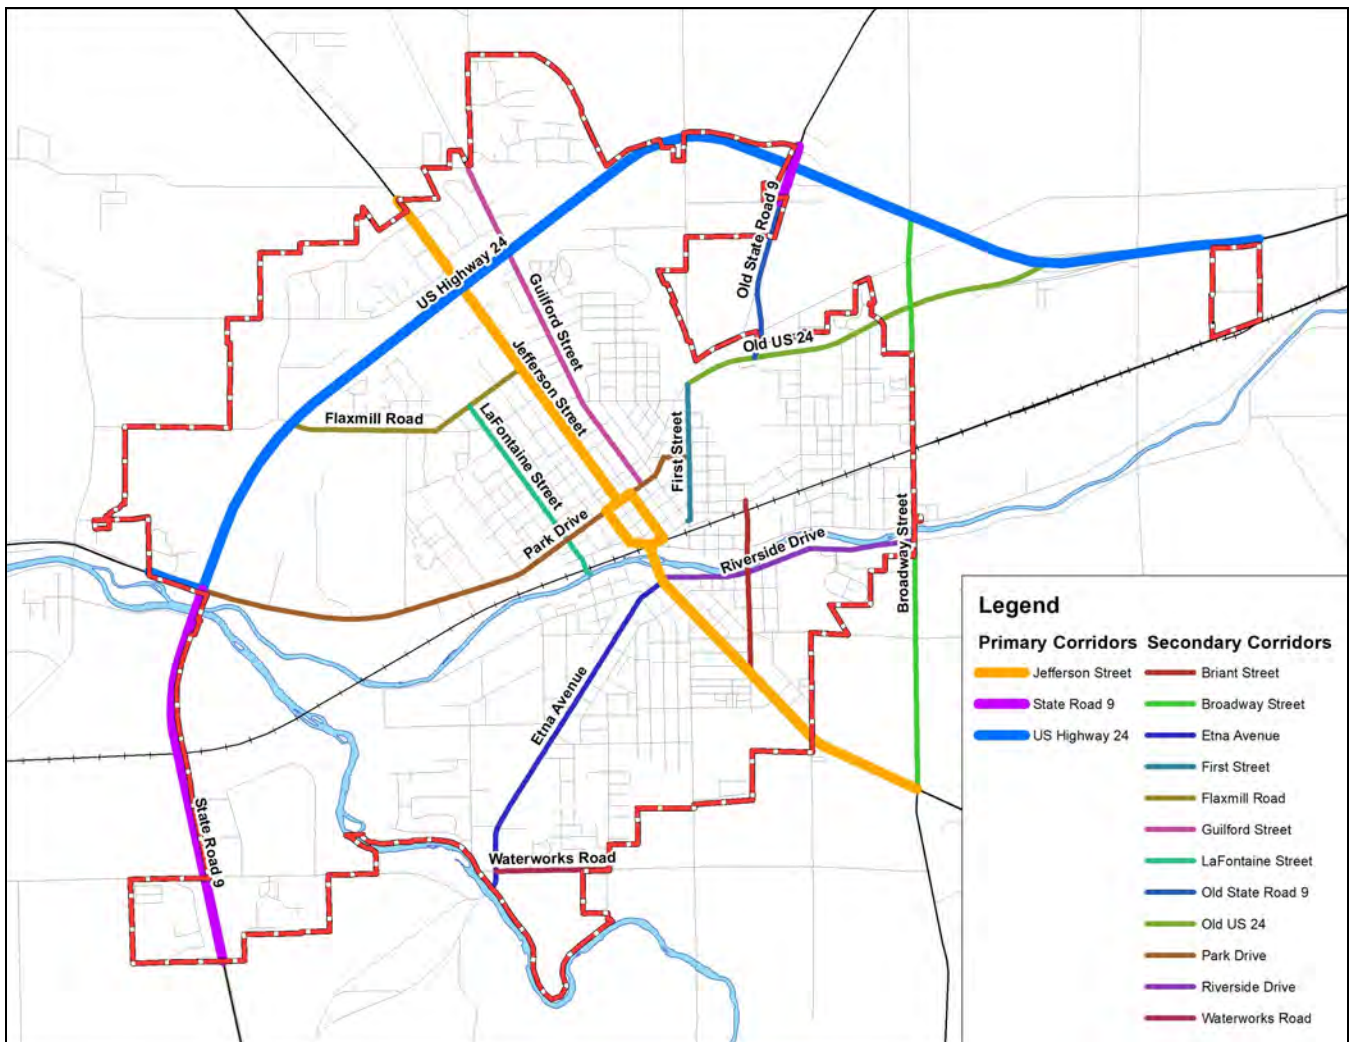 Old State Road 9
US Highway 24
Guilford Street
Old US 24
Jefferson Street
Flaxmill Road
LaFontaine Street
First Street
Park Drive
Riverside Drive
Broadway Street
Etna Avenue
State Road 9
Waterworks Road
Legend
Primary Corridors
Jefferson Street
State Road 9
US Highway 24
Secondary Corridors
Briant Street
Broadway Street
Etna Avenue
First Street
Flaxmill Road
Guilford Street
LaFontaine Street
Old State Road 9
Old US 24
Park Drive
Riverside Drive
Waterworks Road